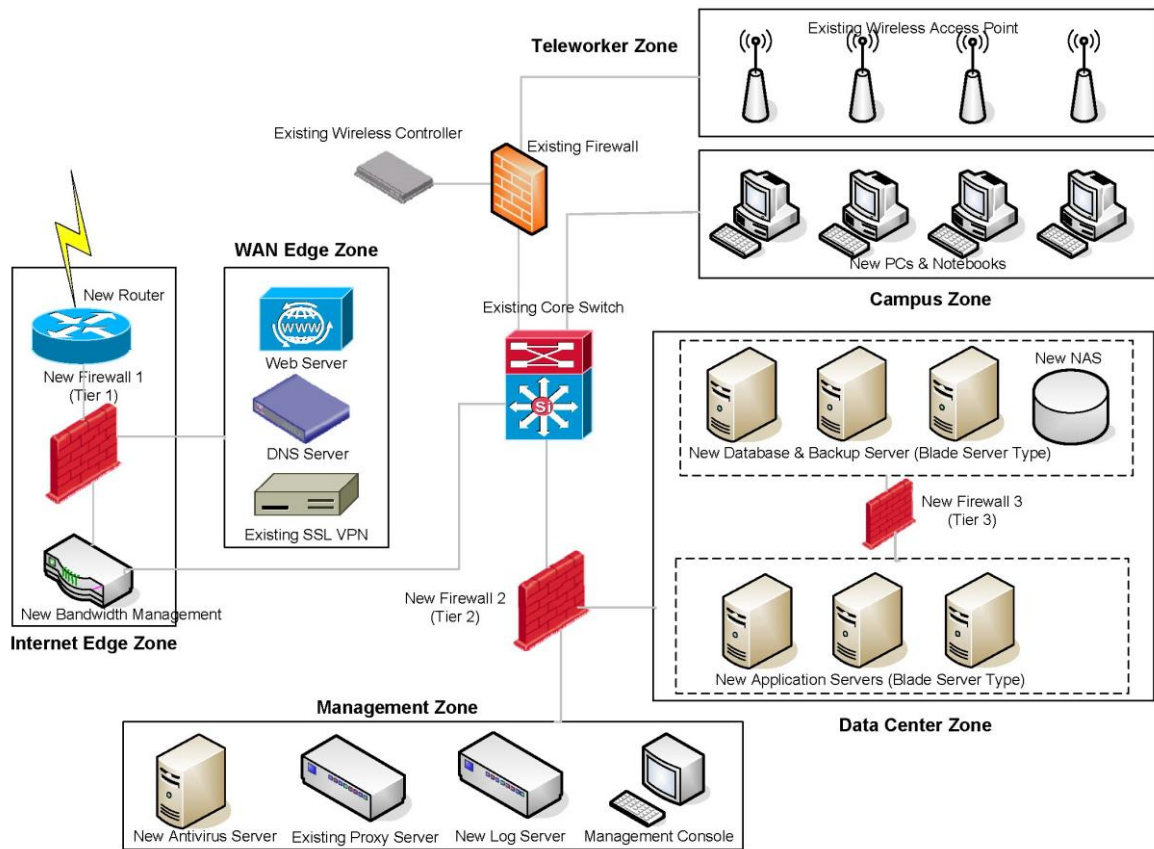 Existing Wireless Access Point
Teleworker Zone
Existing Wireless Controller
Existing Firewall
New PCs & Notebooks
Campus Zone
WAN Edge Zone
New Router
WWW
Web Server
DNS Server
Existing SSL VPN
New Firewall 1
(Tier 1)
New Bandwidth Management
Internet Edge Zone
Existing Core Switch
Si
New NAS
New Database & Backup Server (Blade Server Type)
New Firewall 3
(Tier 3)
New Firewall 2
(Tier 2)
New Application Servers (Blade Server Type)
Data Center Zone
Management Zone
New Antivirus Server
Existing Proxy Server
New Log Server
Management Console